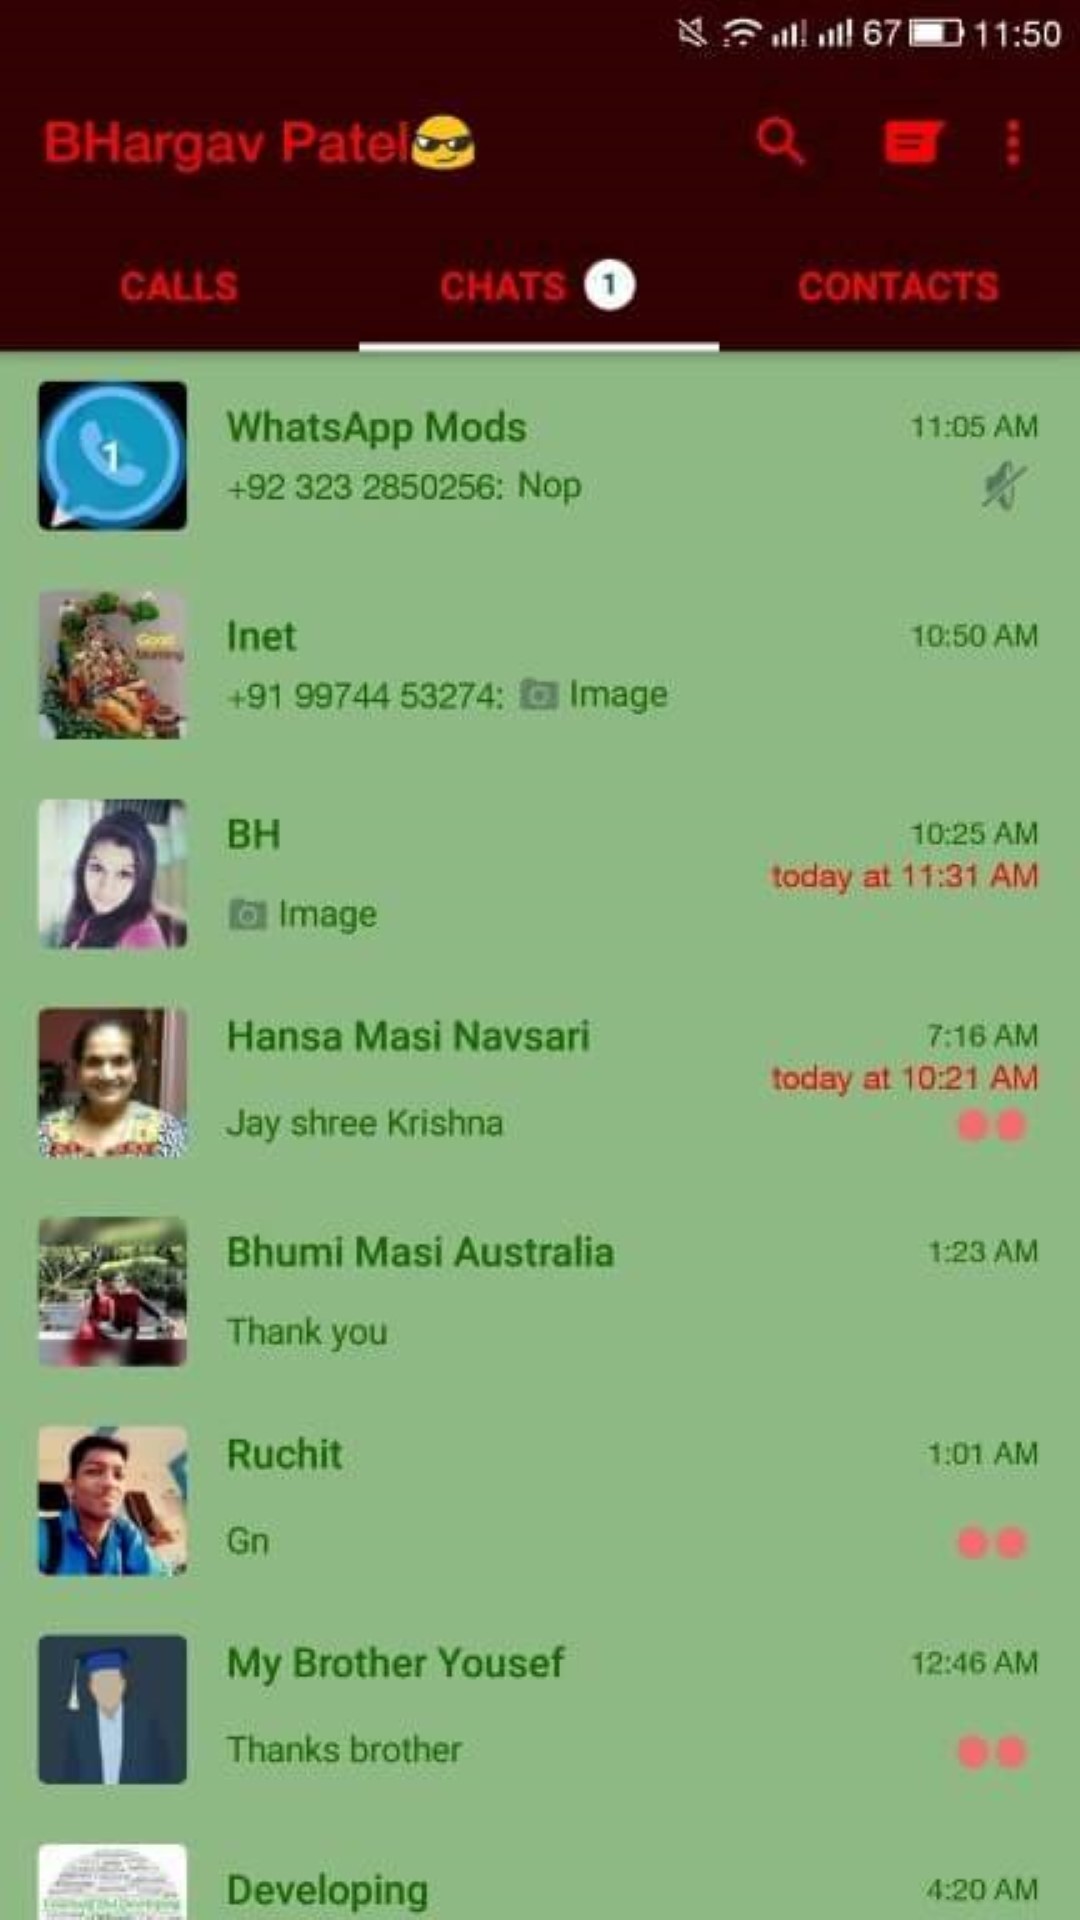 67 11:50
BHargav Patel😎
CALLS CHATS 1 CONTACTS
WhatsApp Mods 11:05 AM
1
+92 323 2850256: Nop
Inet 10:50 AM
Good
Morning
+91 99744 53274: Image
BH 10:25 AM
today at 11:31 AM
Image
Hansa Masi Navsari 7:16 AM
today at 10:21 AM
Jay shree Krishna
Bhumi Masi Australia 1:23 AM
Thank you
Ruchit 1:01 AM
Gn
My Brother Yousef 12:46 AM
Thanks brother
Developing 4:20 AM